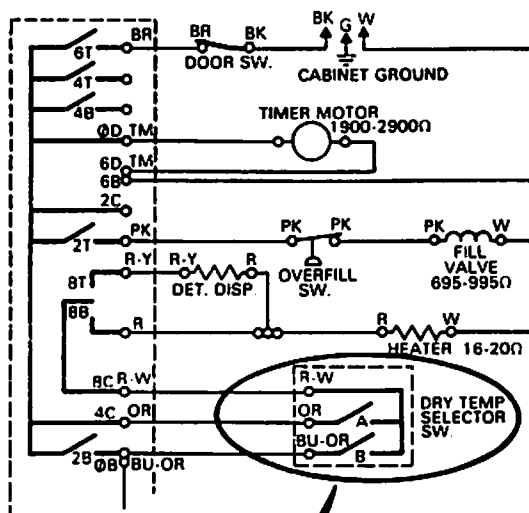 BK G W
BR BR BK
6T DOOR SW. CABINET GROUND
4T
4B TIMER MOTOR
ØD TM 1900-2900Ω
6D TM
6B
2C
PK PK PK PK W
2T
R-Y R-Y R OVERFILL SW. FILL VALVE 695-995Ω
8T DET. DISP.
8B
R R W
HEATER 16-20Ω
8C R-W R-W
4C OR OR A DRY TEMP SELECTOR SW.
BU-OR
2B B
ØB BU-OR